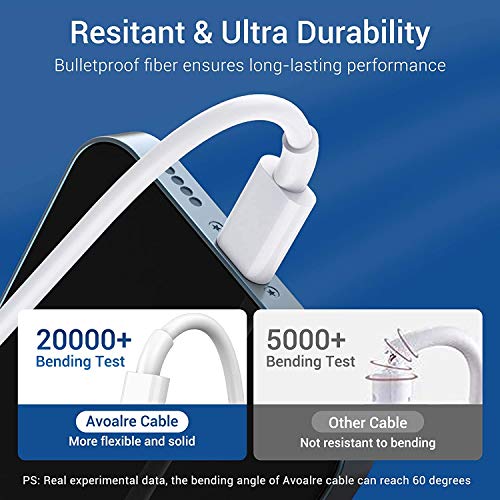 Resitant & Ultra Durability
Bulletproof fiber ensures long-lasting performance
20000+
Bending Test
5000+
Bending Test
Avoalre Cable
More flexible and solid
Other Cable
Not resistant to bending
PS: Real experimental data, the bending angle of Avoalre cable can reach 60 degrees